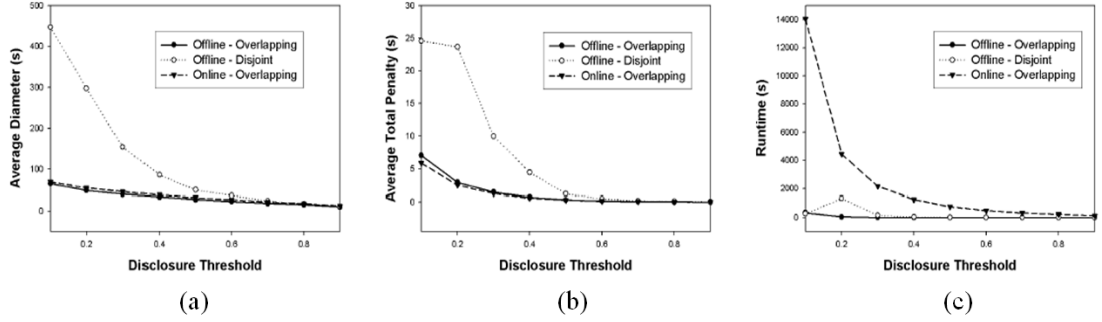 500
400
300
200
100
0
Average Diameter (s)
Offline - Overlapping
Offline - Disjoint
Online - Overlapping
0.2 0.4 0.6 0.8
Disclosure Threshold
(a)
30
25
20
15
10
5
0
Average Total Penalty (s)
Offline - Overlapping
Offline - Disjoint
Online - Overlapping
0.2 0.4 0.6 0.8
Disclosure Threshold
(b)
14000
12000
10000
8000
6000
4000
2000
0
Runtime (s)
Offline - Overlapping
Offline - Disjoint
Online - Overlapping
0.2 0.4 0.6 0.8
Disclosure Threshold
(c)